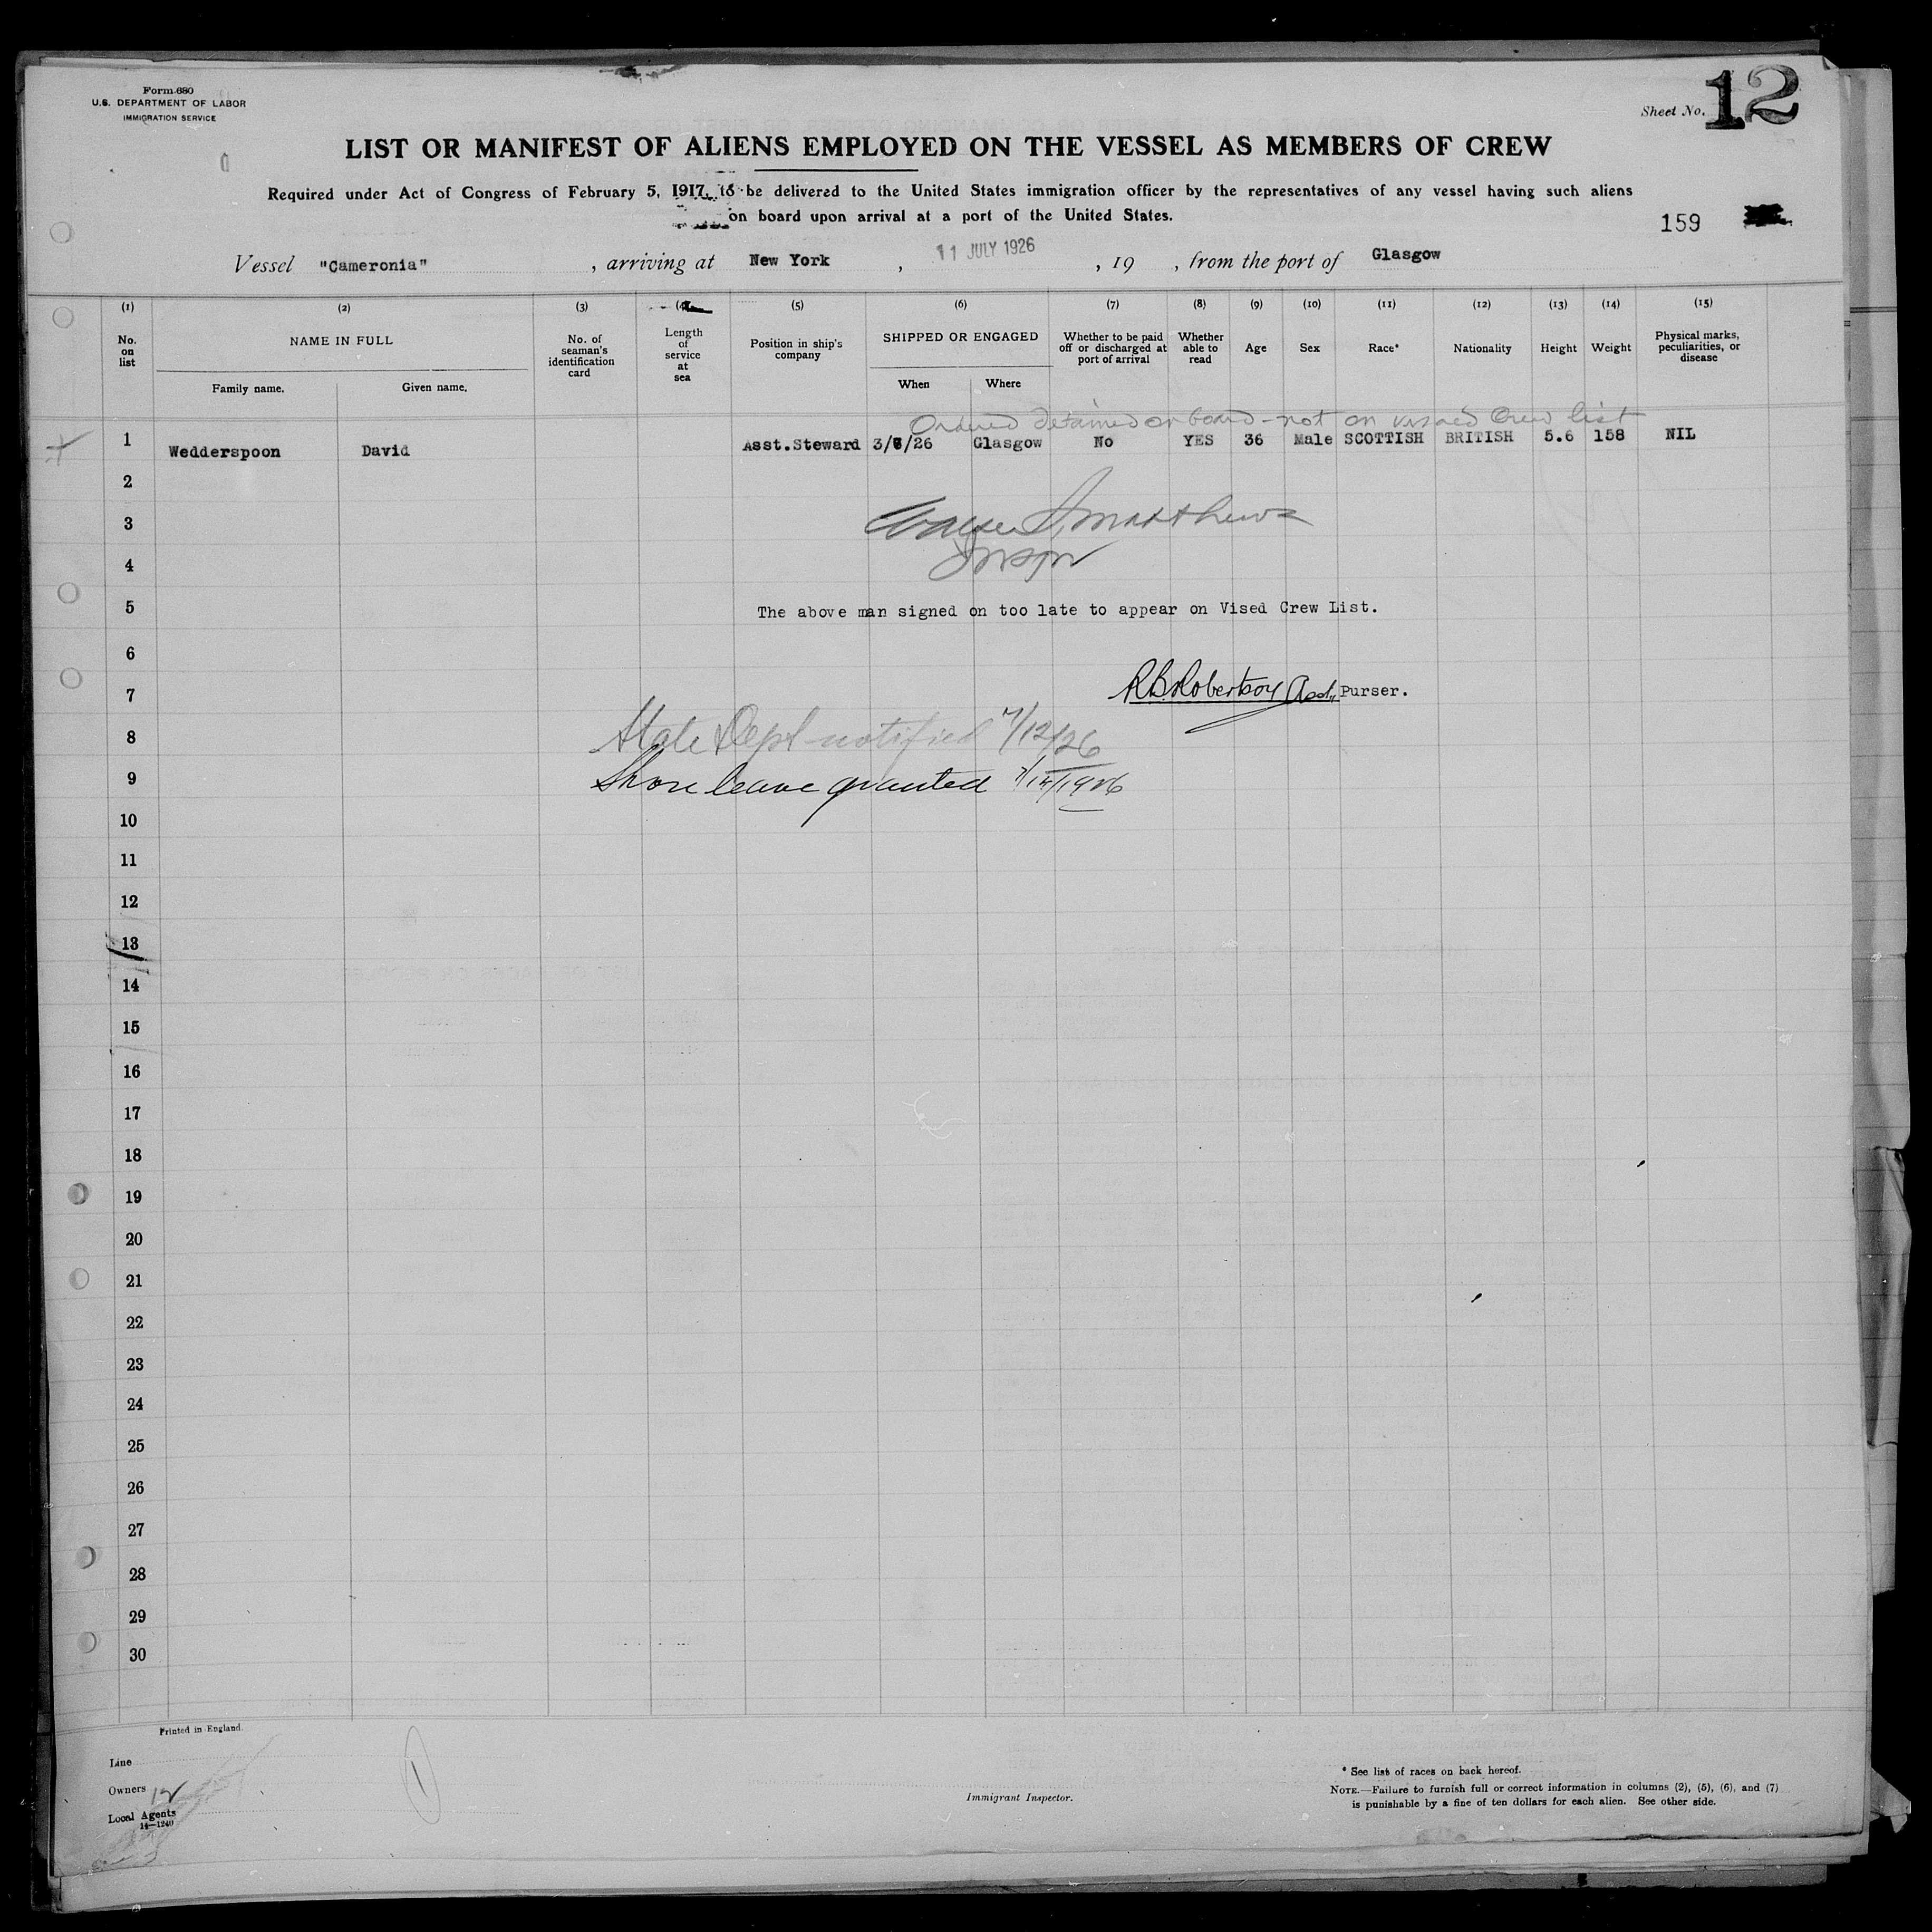 Form 680
U.S. DEPARTMENT OF LABOR
IMMIGRATION SERVICE
Sheet No. 12
LIST OR MANIFEST OF ALIENS EMPLOYED ON THE VESSEL AS MEMBERS OF CREW
Required under Act of Congress of February 5, 1917, to be delivered to the United States immigration officer by the representatives of any vessel having such aliens
on board upon arrival at a port of the United States.
159
Vessel "Cameronia", arriving at New York, 11 JULY 1926, 19 , from the port of Glasgow
(1) (2) (3) (4) (5) (6) (7) (8) (9) (10) (11) (12) (13) (14) (15)
No. on list
NAME IN FULL
Family name. Given name.
No. of seaman's identification card
Length of service at sea
Position in ship's company
SHIPPED OR ENGAGED
When Where
Whether to be paid off or discharged at port of arrival
Whether able to read
Age
Sex
Race*
Nationality
Height
Weight
Physical marks, peculiarities, or disease
Ordered detained on board - not on visaed Crew list
1 Wedderspoon David Asst.Steward 3/ /26 Glasgow No YES 36 Male SCOTTISH BRITISH 5.6 158 NIL
2
3 Matthews
4 Insp
5 The above man signed on too late to appear on Vised Crew List.
6
7 R.B. Robertson Purser.
8 State Dept notified 7/12/26
9 Shore leave granted
10
11
12
13
14
15
16
17
18
19
20
21
22
23
24
25
26
27
28
29
30
Printed in England.
Line
Owners 12
Local Agents
14—1240
Immigrant Inspector.
* See list of races on back hereof.
NOTE.—Failure to furnish full or correct information in columns (2), (5), (6), and (7)
is punishable by a fine of ten dollars for each alien. See other side.